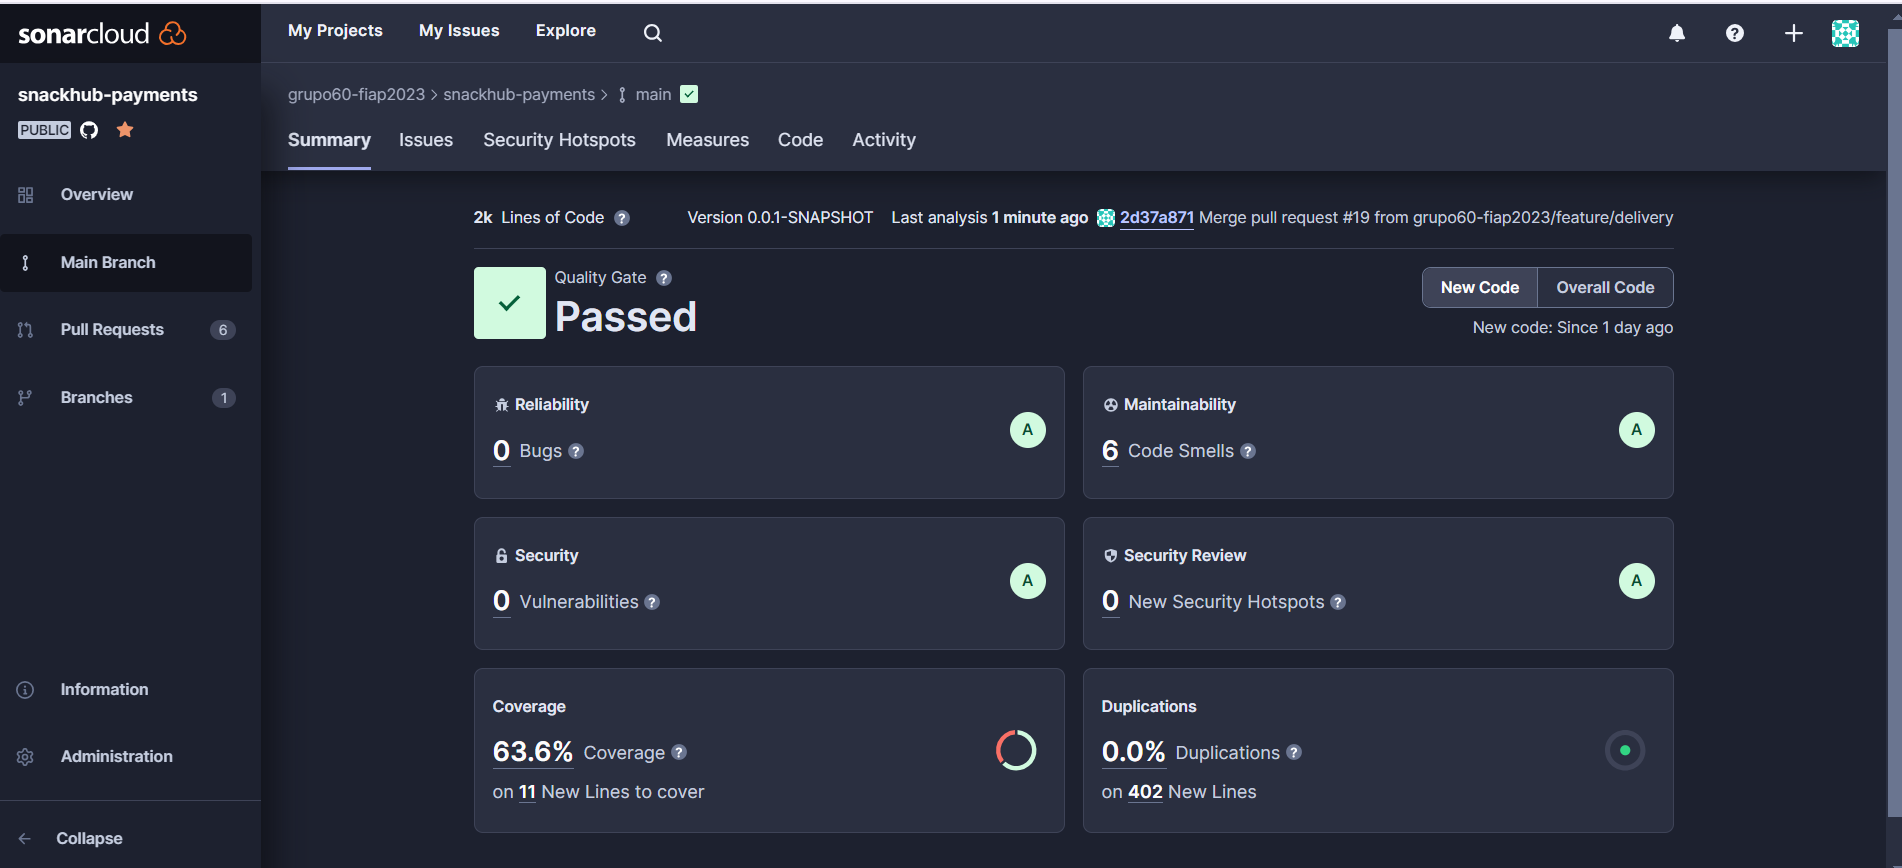 sonarcloud
My Projects My Issues Explore
snackhub-payments
PUBLIC
grupo60-fiap2023 > snackhub-payments > main
Summary Issues Security Hotspots Measures Code Activity
Overview
Main Branch
Pull Requests 6
Branches 1
Information
Administration
Collapse
2k Lines of Code ? Version 0.0.1-SNAPSHOT Last analysis 1 minute ago 2d37a871 Merge pull request #19 from grupo60-fiap2023/feature/delivery
Quality Gate ?
Passed
New Code Overall Code
New code: Since 1 day ago
Reliability
0 Bugs ?
A
Maintainability
6 Code Smells ?
A
Security
0 Vulnerabilities ?
A
Security Review
0 New Security Hotspots ?
A
Coverage
63.6% Coverage ?
on 11 New Lines to cover
Duplications
0.0% Duplications ?
on 402 New Lines